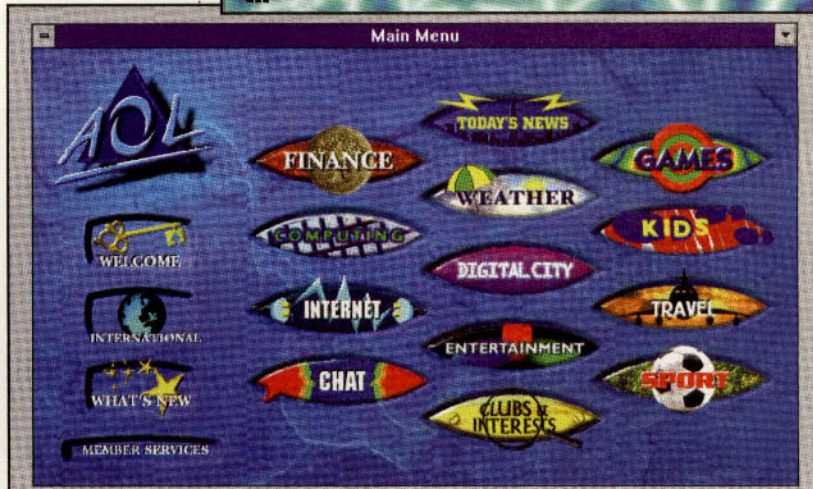 Main Menu
AOL
WELCOME
INTERNATIONAL
WHAT'S NEW
MEMBER SERVICES
FINANCE
COMPUTING
INTERNET
CHAT
TODAY'S NEWS
WEATHER
DIGITAL CITY
ENTERTAINMENT
CLUBS &
INTERESTS
GAMES
KIDS
TRAVEL
SPORT